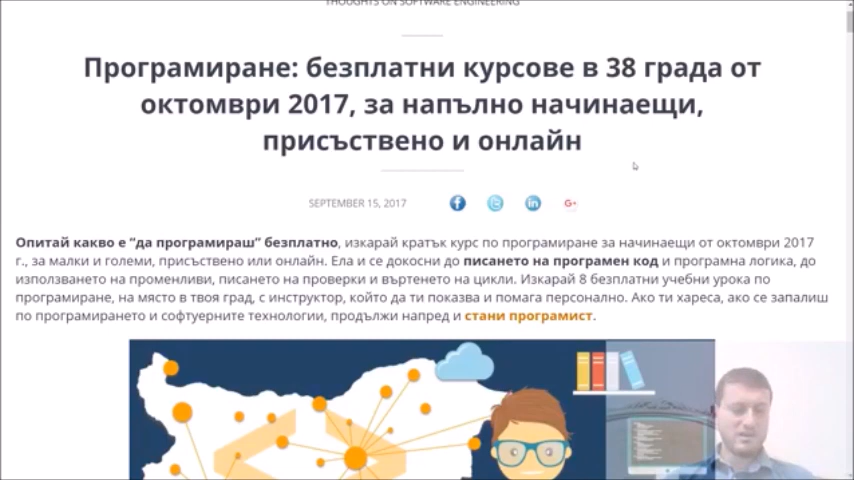 THOUGHTS ON SOFTWARE ENGINEERING
Програмиране: безплатни курсове в 38 града от
октомври 2017, за напълно начинаещи,
присъствено и онлайн
SEPTEMBER 15, 2017
Опитай какво е “да програмираш” безплатно, изкарай кратък курс по програмиране за начинаещи от октомври 2017
г., за малки и големи, присъствено или онлайн. Ела и се докосни до писането на програмен код и програмна логика, до
използването на променливи, писането на проверки и въртенето на цикли. Изкарай 8 безплатни учебни урока по
програмиране, на място в твоя град, с инструктор, който да ти показва и помага персонално. Ако ти хареса, ако се запалиш
по програмирането и софтуерните технологии, продължи напред и стани програмист.